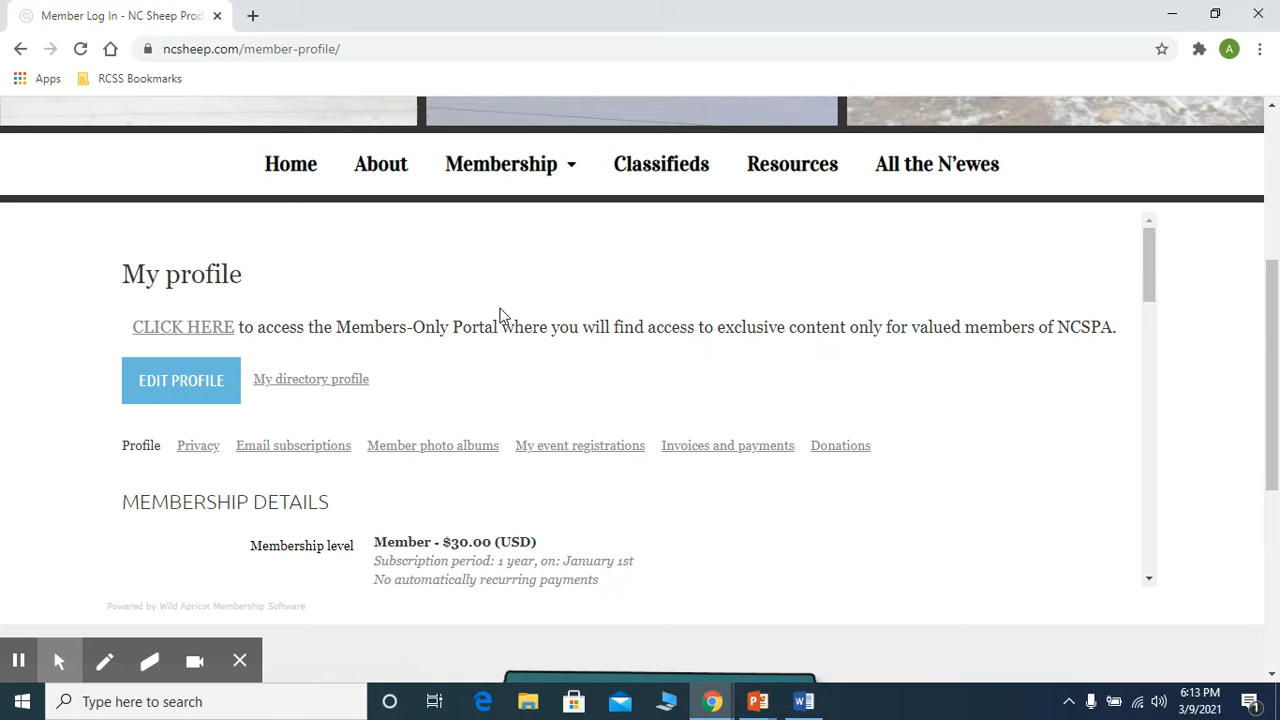 Member Log In - NC Sheep Prod
ncsheep.com/member-profile/
A
Apps
RCSS Bookmarks
Home
About
Membership
Classifieds
Resources
All the N'ewes
My profile
CLICK HERE to access the Members-Only Portal where you will find access to exclusive content only for valued members of NCSPA.
EDIT PROFILE
My directory profile
Profile
Privacy
Email subscriptions
Member photo albums
My event registrations
Invoices and payments
Donations
MEMBERSHIP DETAILS
Membership level
Member - $30.00 (USD)
Subscription period: 1 year, on: January 1st
No automatically recurring payments
Powered by Wild Apricot Membership Software
Type here to search
6:13 PM
3/9/2021